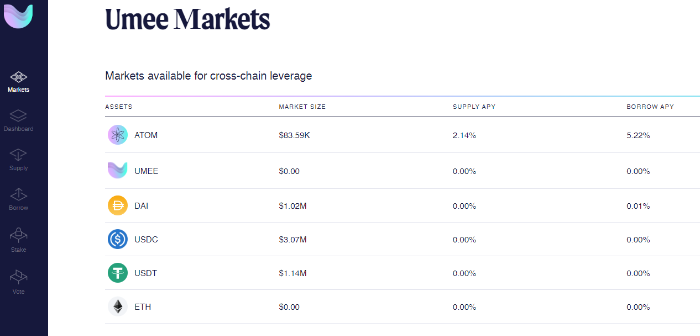 Umee Markets
Markets available for cross-chain leverage
ASSETS MARKET SIZE SUPPLY APY BORROW APY
ATOM $83.59K 2.14% 5.22%
UMEE $0.00 0.00% 0.00%
DAI $1.02M 0.00% 0.01%
USDC $3.07M 0.00% 0.00%
USDT $1.14M 0.00% 0.00%
ETH $0.00 0.00% 0.00%
Markets
Dashboard
Supply
Borrow
Stake
Vote